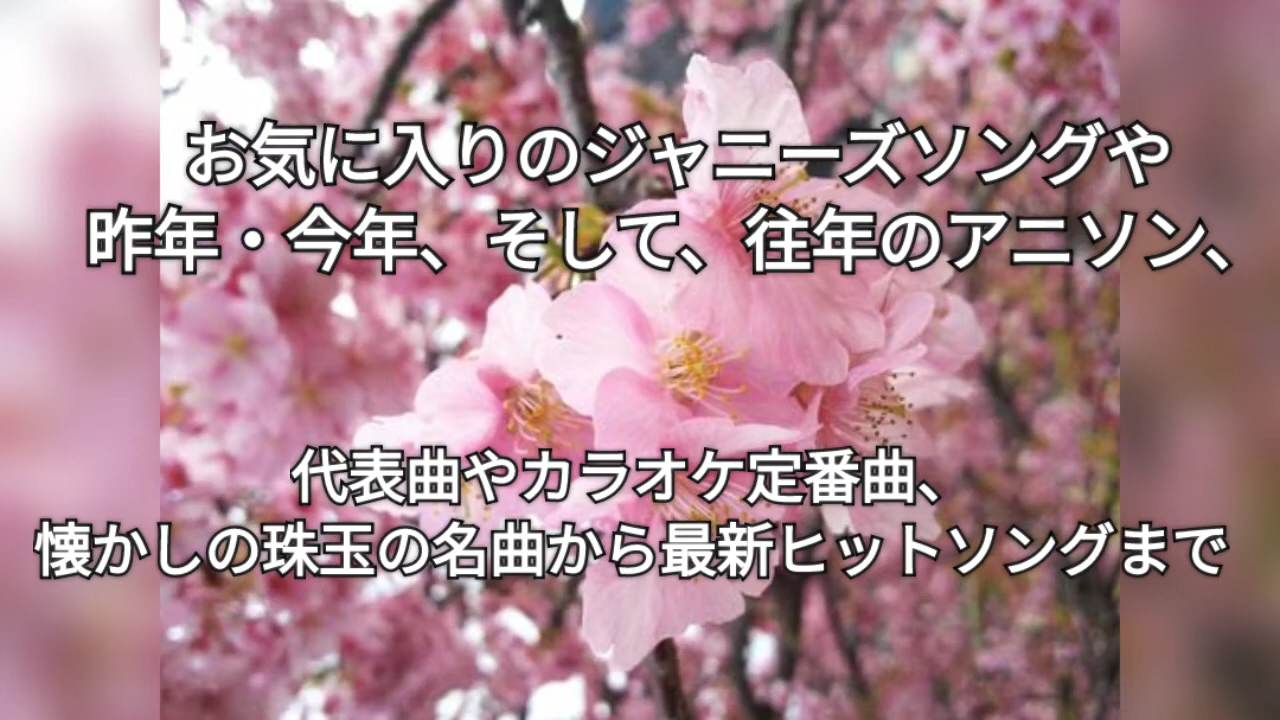 お気に入りのジャニーズソングや
昨年・今年、そして、往年のアニソン、
代表曲やカラオケ定番曲、
懐かしの珠玉の名曲から最新ヒットソングまで